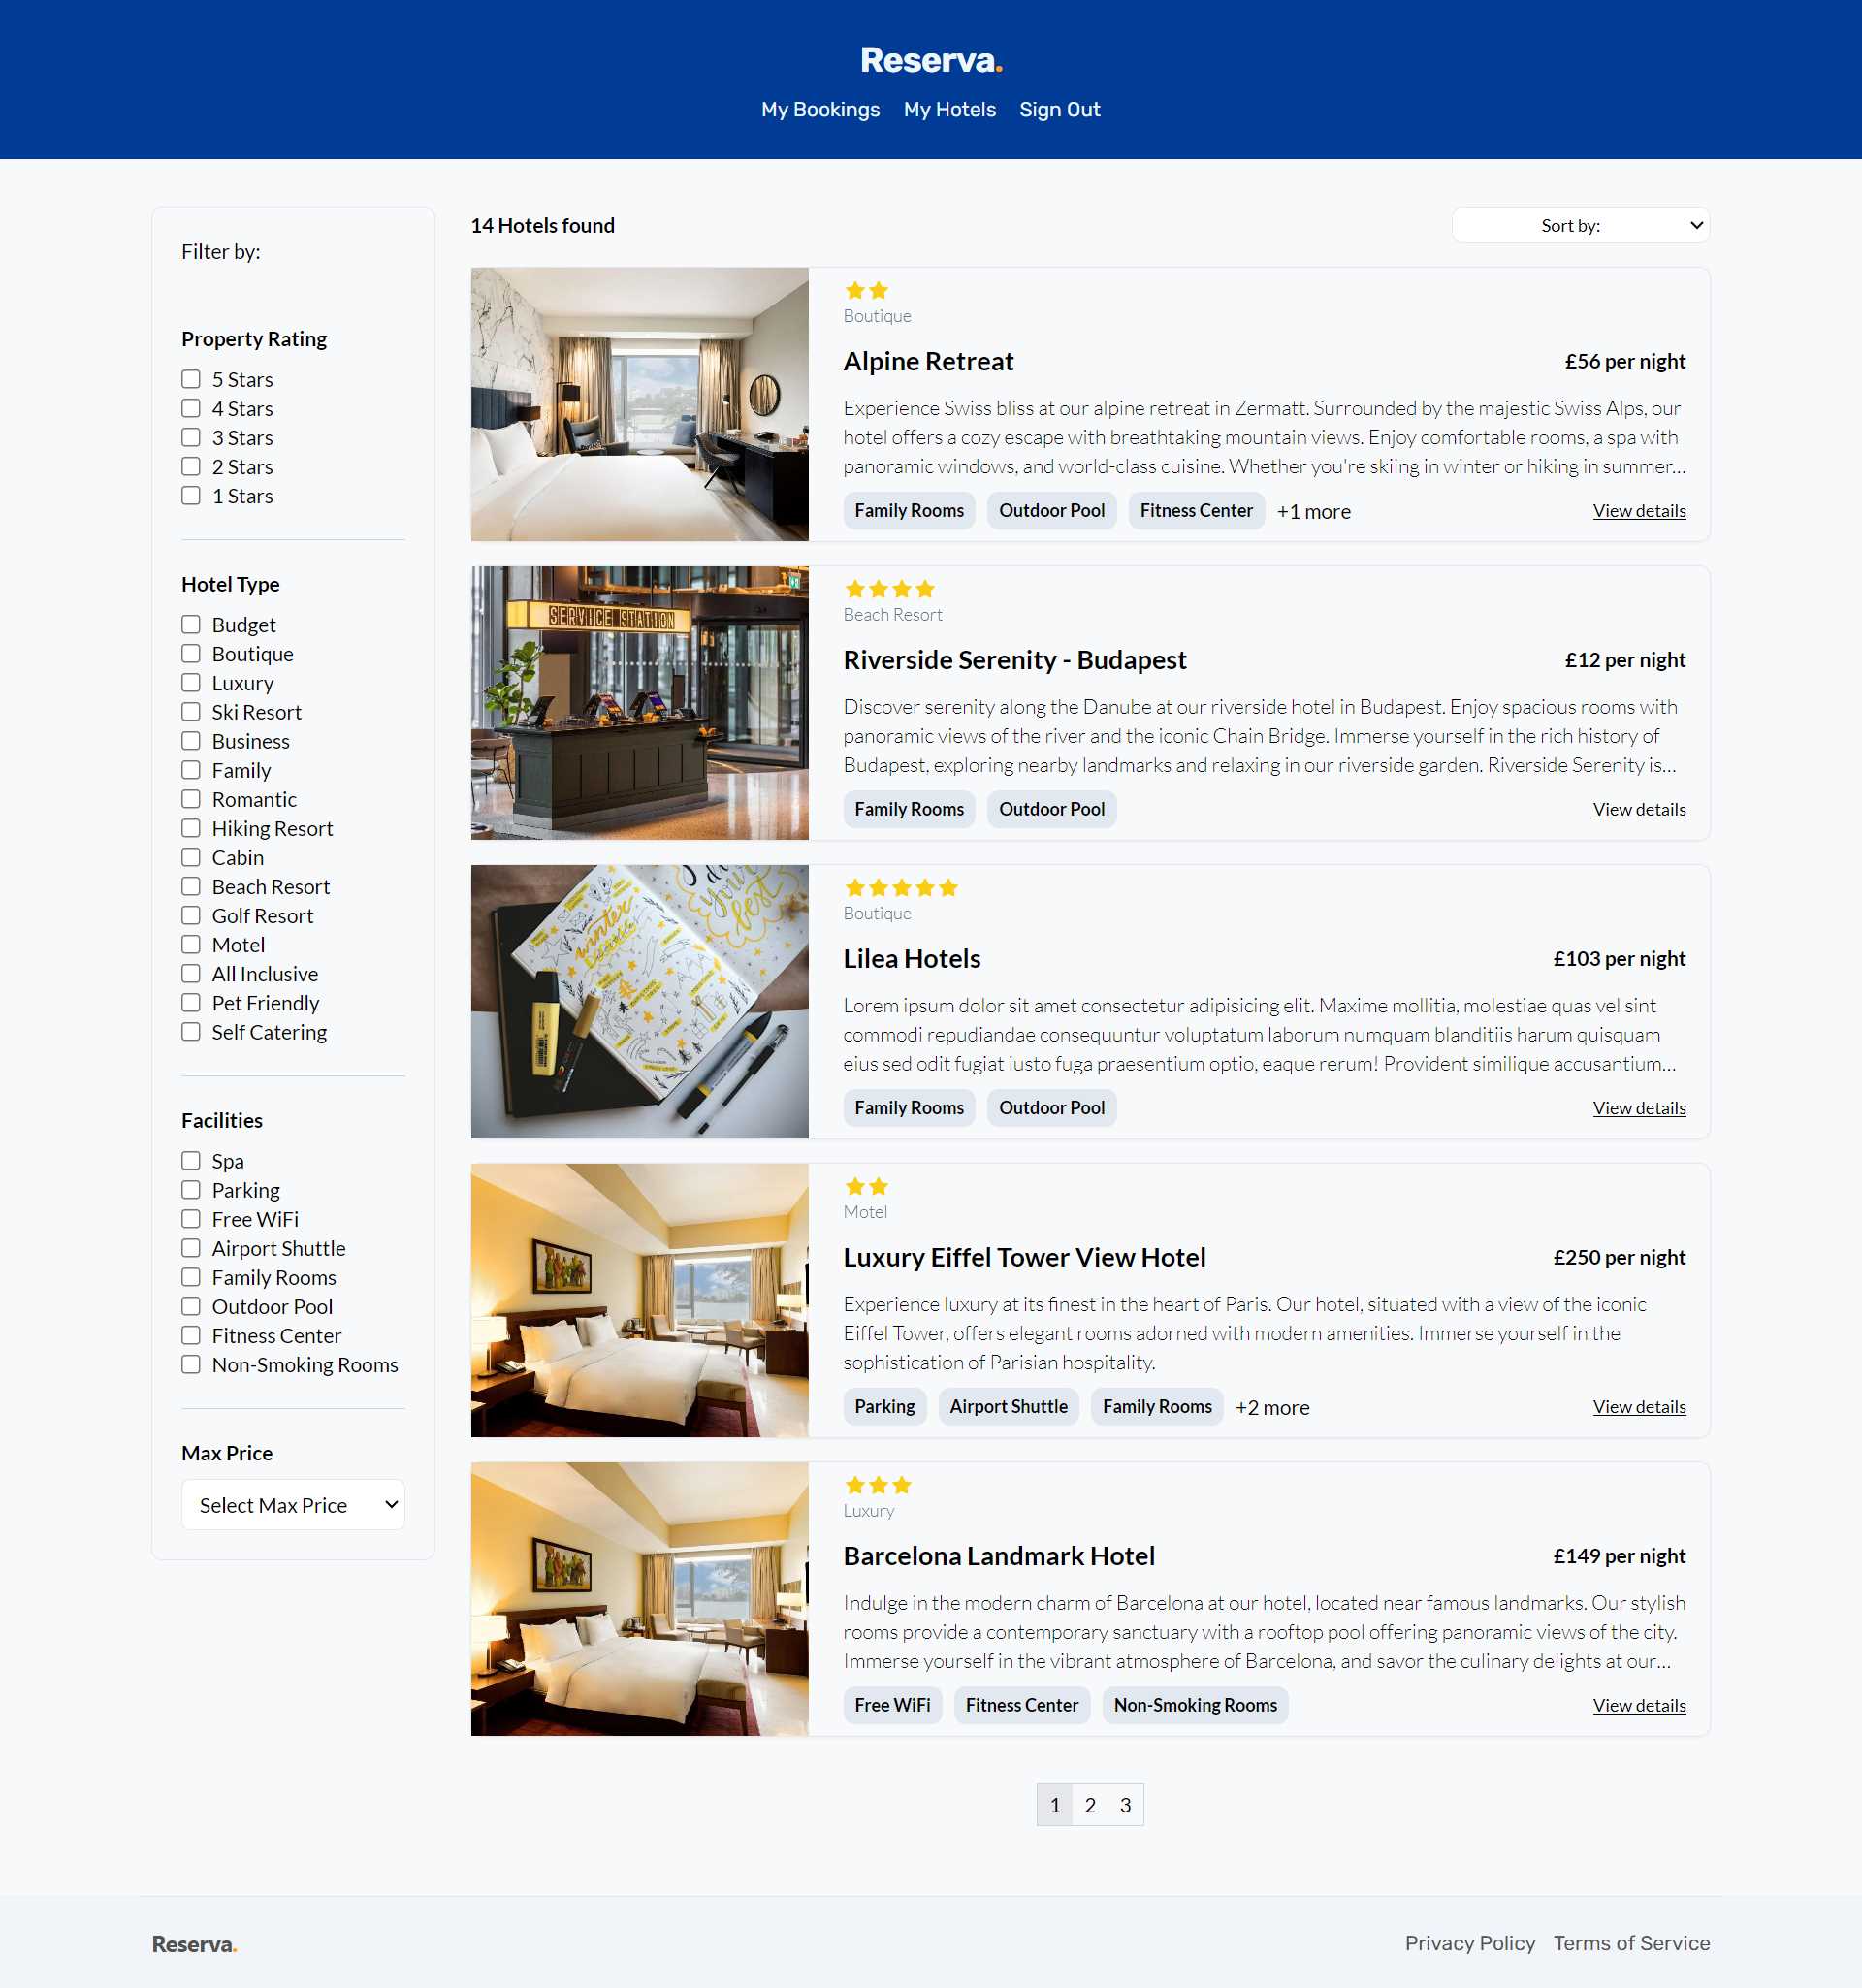 Reserva.
My Bookings My Hotels Sign Out
Filter by:
Property Rating
5 Stars
4 Stars
3 Stars
2 Stars
1 Stars
Hotel Type
Budget
Boutique
Luxury
Ski Resort
Business
Family
Romantic
Hiking Resort
Cabin
Beach Resort
Golf Resort
Motel
All Inclusive
Pet Friendly
Self Catering
Facilities
Spa
Parking
Free WiFi
Airport Shuttle
Family Rooms
Outdoor Pool
Fitness Center
Non-Smoking Rooms
Max Price
Select Max Price
14 Hotels found
Sort by:
Boutique
Alpine Retreat
£56 per night
Experience Swiss bliss at our alpine retreat in Zermatt. Surrounded by the majestic Swiss Alps, our
hotel offers a cozy escape with breathtaking mountain views. Enjoy comfortable rooms, a spa with
panoramic windows, and world-class cuisine. Whether you're skiing in winter or hiking in summer...
Family Rooms Outdoor Pool Fitness Center +1 more
View details
SERVICE STATION
Beach Resort
Riverside Serenity - Budapest
£12 per night
Discover serenity along the Danube at our riverside hotel in Budapest. Enjoy spacious rooms with
panoramic views of the river and the iconic Chain Bridge. Immerse yourself in the rich history of
Budapest, exploring nearby landmarks and relaxing in our riverside garden. Riverside Serenity is...
Family Rooms Outdoor Pool
View details
your
best
winter
Boutique
Lilea Hotels
£103 per night
Lorem ipsum dolor sit amet consectetur adipisicing elit. Maxime mollitia, molestiae quas vel sint
commodi repudiandae consequuntur voluptatum laborum numquam blanditiis harum quisquam
eius sed odit fugiat iusto fuga praesentium optio, eaque rerum! Provident similique accusantium...
Family Rooms Outdoor Pool
View details
Motel
Luxury Eiffel Tower View Hotel
£250 per night
Experience luxury at its finest in the heart of Paris. Our hotel, situated with a view of the iconic
Eiffel Tower, offers elegant rooms adorned with modern amenities. Immerse yourself in the
sophistication of Parisian hospitality.
Parking Airport Shuttle Family Rooms +2 more
View details
Luxury
Barcelona Landmark Hotel
£149 per night
Indulge in the modern charm of Barcelona at our hotel, located near famous landmarks. Our stylish
rooms provide a contemporary sanctuary with a rooftop pool offering panoramic views of the city.
Immerse yourself in the vibrant atmosphere of Barcelona, and savor the culinary delights at our...
Free WiFi Fitness Center Non-Smoking Rooms
View details
1 2 3
Reserva.
Privacy Policy Terms of Service